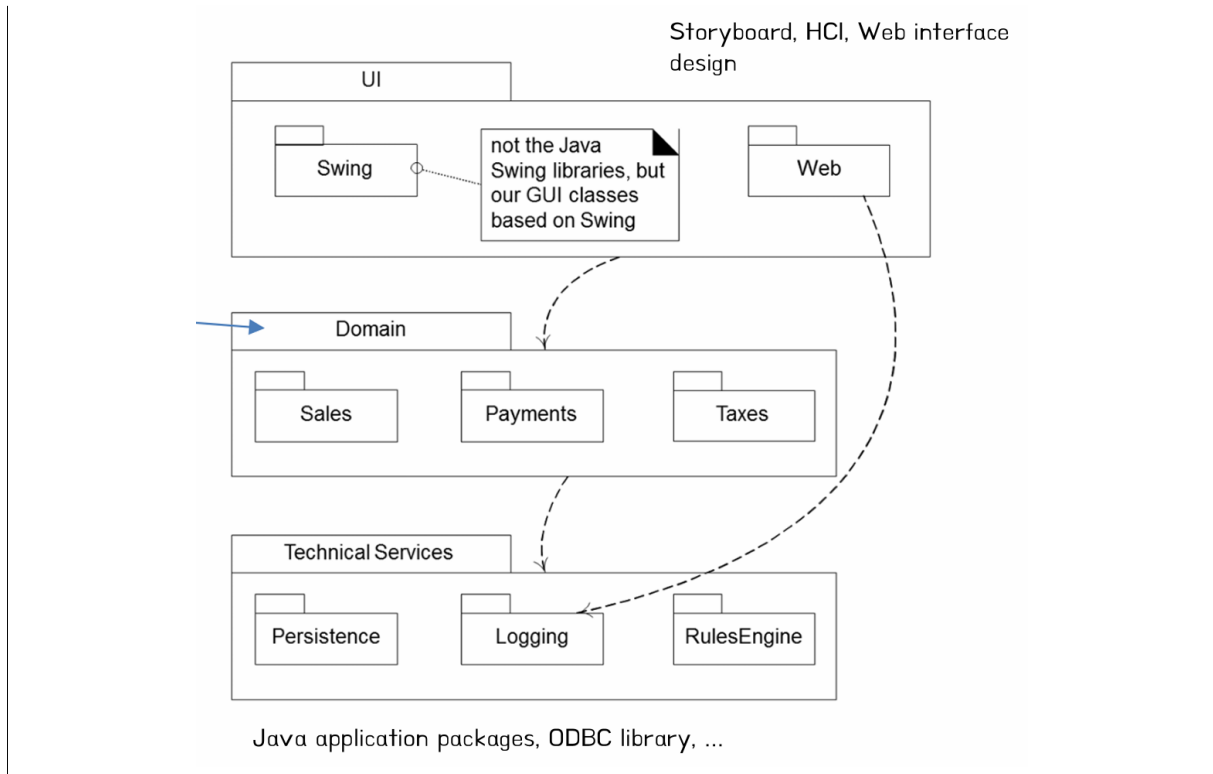 Storyboard, HCI, Web interface
design
UI
Swing
not the Java
Swing libraries, but
our GUI classes
based on Swing
Web
Domain
Sales
Payments
Taxes
Technical Services
Persistence
Logging
RulesEngine
Java application packages, ODBC library, ...